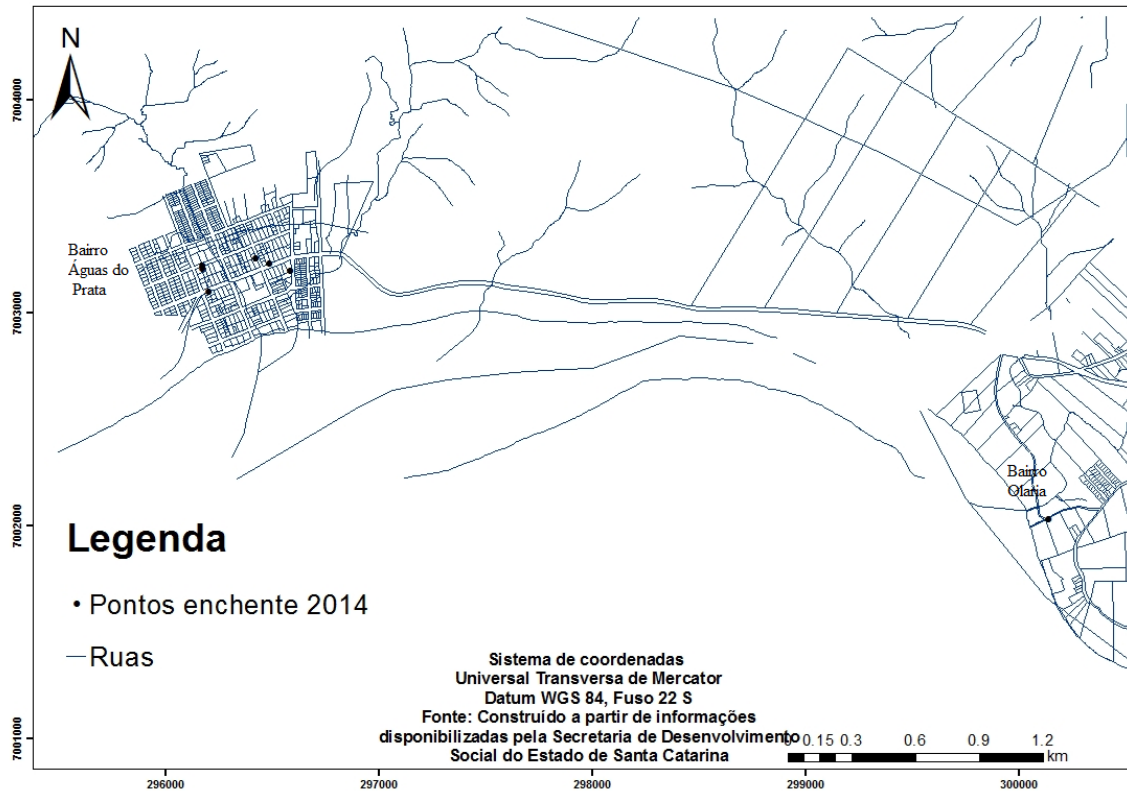 N
7004000
7003000
7002000
7001000
Bairro
Águas do
Prata
Bairro
Olaria
Legenda
Pontos enchente 2014
Ruas
Sistema de coordenadas
Universal Transversa de Mercator
Datum WGS 84, Fuso 22 S
Fonte: Construído a partir de informações
disponibilizadas pela Secretaria de Desenvolvimento
Social do Estado de Santa Catarina
0 0.15 0.3 0.6 0.9 1.2
km
296000 297000 298000 299000 300000